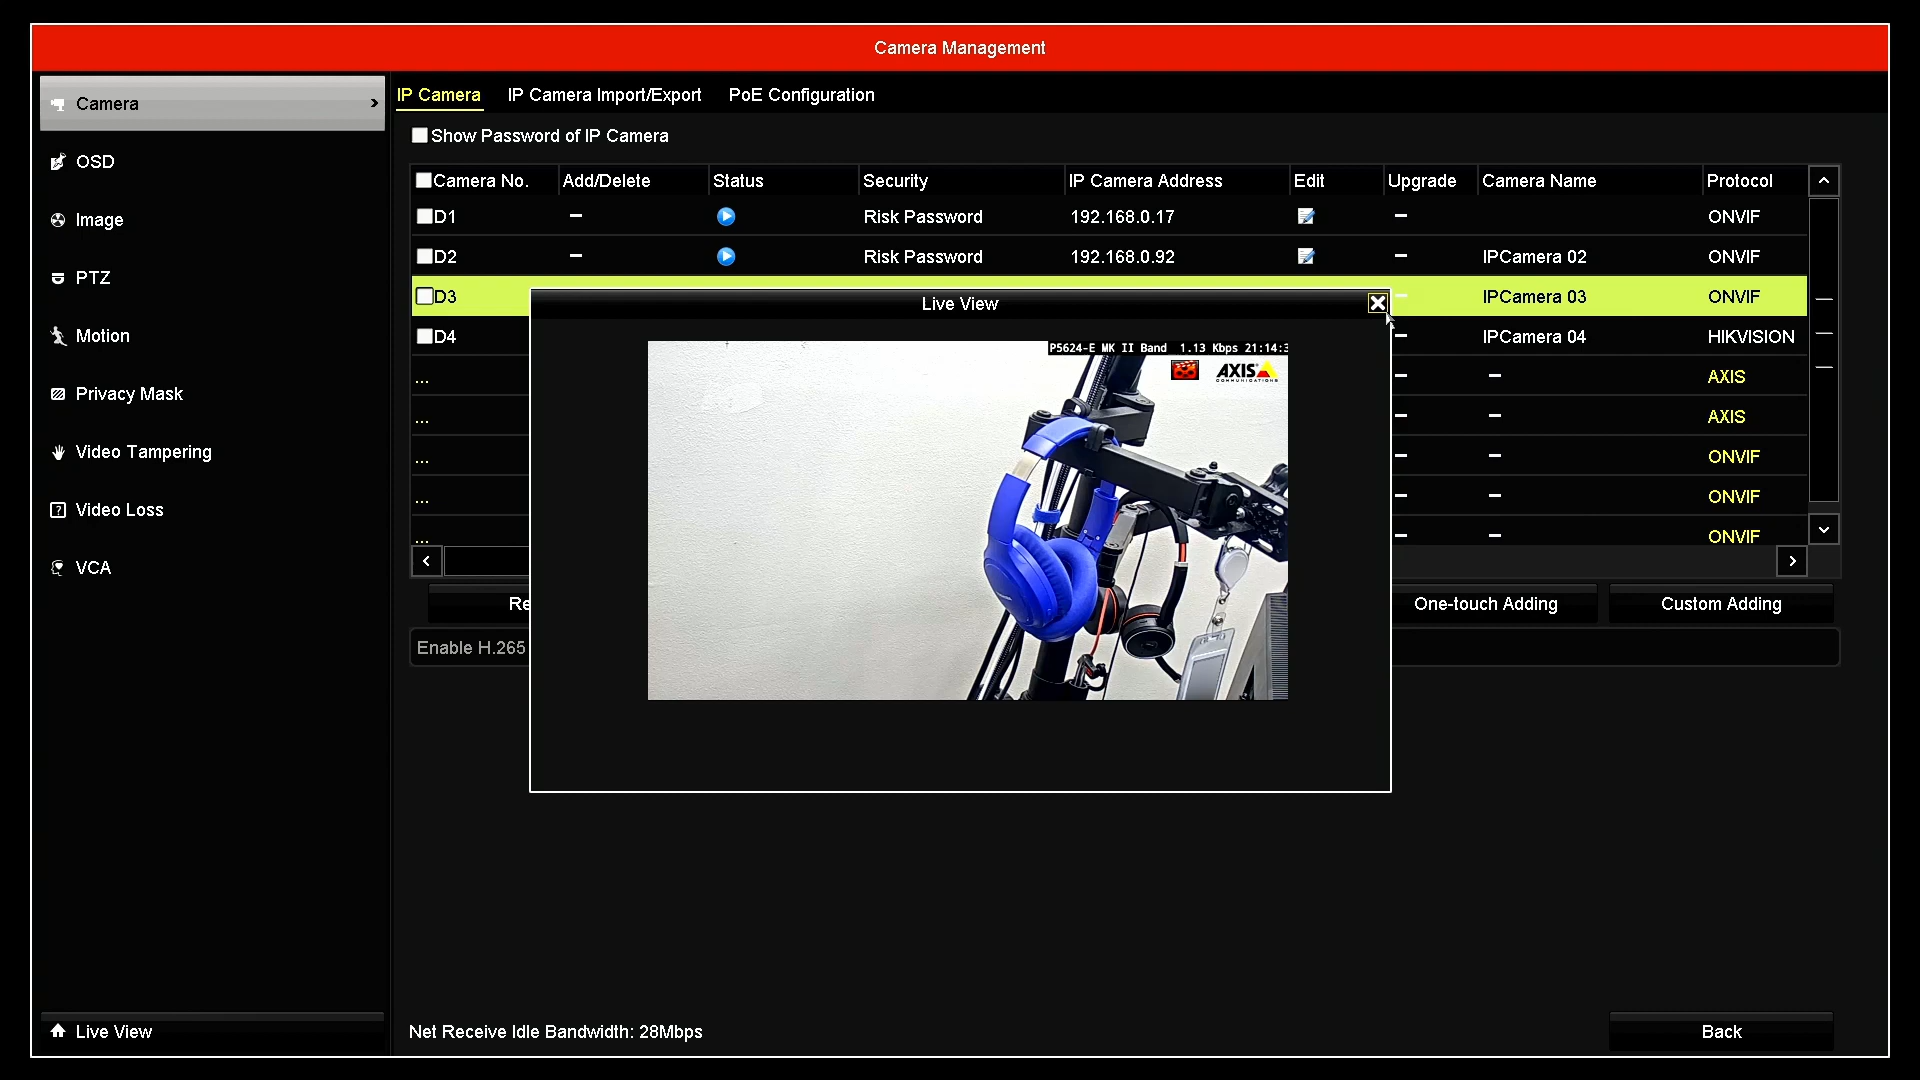 Camera Management
Camera
OSD
Image
PTZ
Motion
Privacy Mask
Video Tampering
Video Loss
VCA
Live View
IP Camera IP Camera Import/Export PoE Configuration
Show Password of IP Camera
Camera No. Add/Delete Status Security IP Camera Address Edit Upgrade Camera Name Protocol
D1 – Risk Password 192.168.0.17 – ONVIF
D2 – Risk Password 192.168.0.92 – IPCamera 02 ONVIF
D3 – IPCamera 03 ONVIF
D4 – IPCamera 04 HIKVISION
... – – AXIS
... – – AXIS
... – – ONVIF
... – – ONVIF
... – – ONVIF
Live View
P5624-E MK II Band 1.13 Kbps 21:14:3
AXIS
COMMUNICATIONS
Re One-touch Adding Custom Adding
Enable H.265
Net Receive Idle Bandwidth: 28Mbps
Back